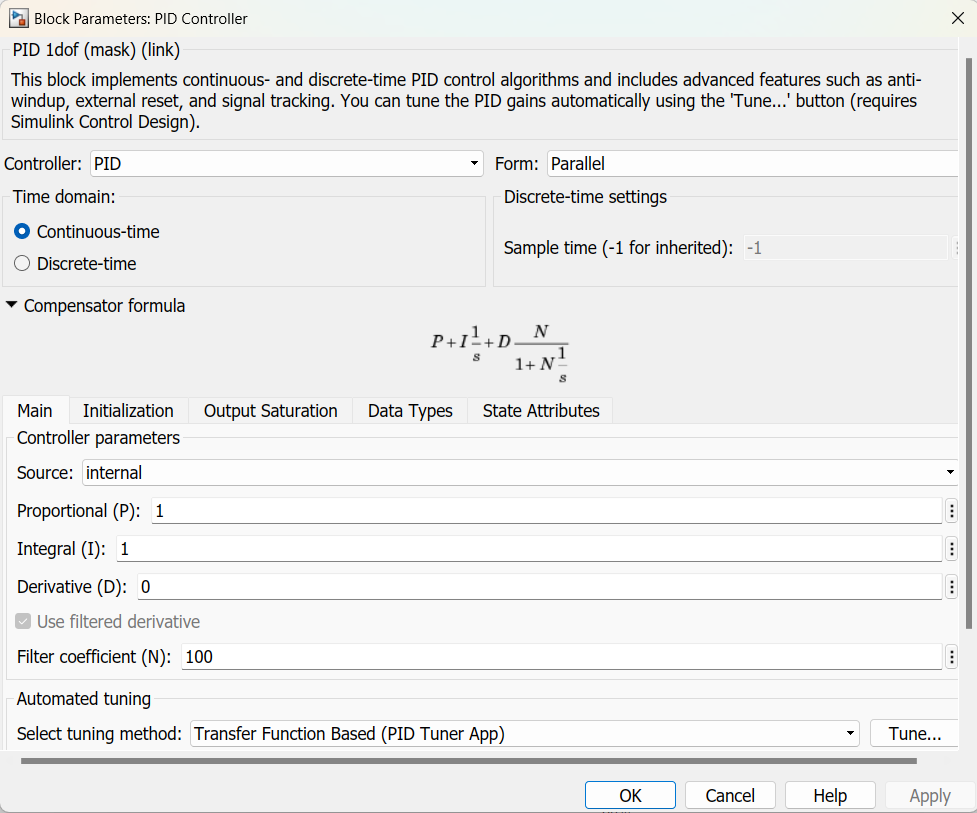 Block Parameters: PID Controller
PID 1dof (mask) (link)
This block implements continuous- and discrete-time PID control algorithms and includes advanced features such as anti-
windup, external reset, and signal tracking. You can tune the PID gains automatically using the 'Tune...' button (requires
Simulink Control Design).
Controller: PID Form: Parallel
Time domain: Discrete-time settings
Continuous-time
Sample time (-1 for inherited): -1
Discrete-time
Compensator formula
P + I 1/s + D N/(1 + N 1/s)
Main Initialization Output Saturation Data Types State Attributes
Controller parameters
Source: internal
Proportional (P): 1
Integral (I): 1
Derivative (D): 0
Use filtered derivative
Filter coefficient (N): 100
Automated tuning
Select tuning method: Transfer Function Based (PID Tuner App) Tune...
OK Cancel Help Apply